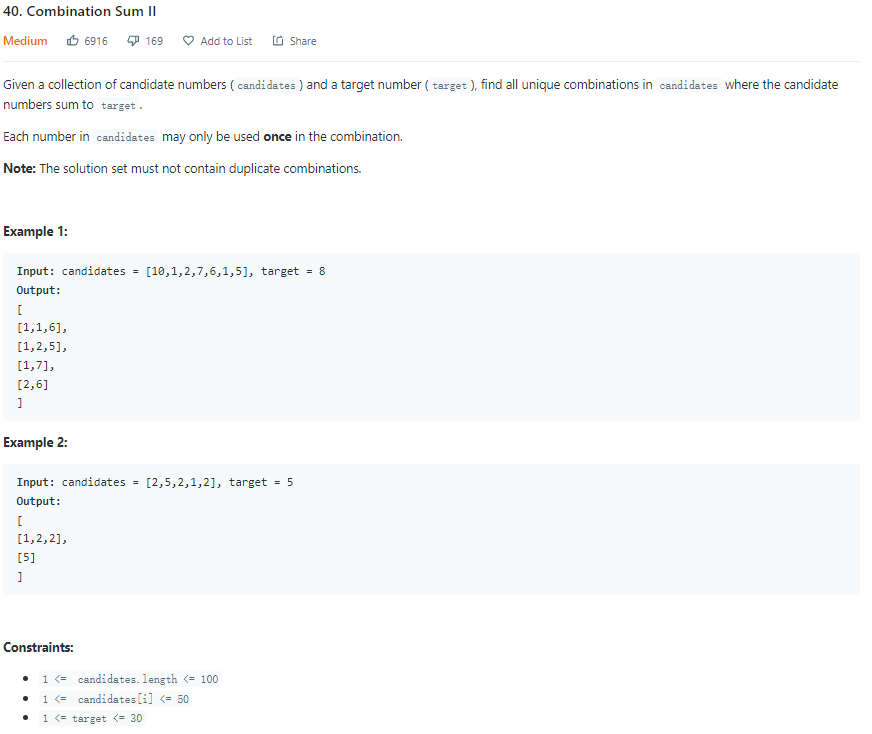 40. Combination Sum II
Medium 6916 169 Add to List Share
Given a collection of candidate numbers ( candidates ) and a target number ( target ), find all unique combinations in candidates where the candidate
numbers sum to target .
Each number in candidates may only be used once in the combination.
Note: The solution set must not contain duplicate combinations.
Example 1:
Input: candidates = [10,1,2,7,6,1,5], target = 8
Output:
[
[1,1,6],
[1,2,5],
[1,7],
[2,6]
]
Example 2:
Input: candidates = [2,5,2,1,2], target = 5
Output:
[
[1,2,2],
[5]
]
Constraints:
• 1 <= candidates.length <= 100
• 1 <= candidates[i] <= 50
• 1 <= target <= 30